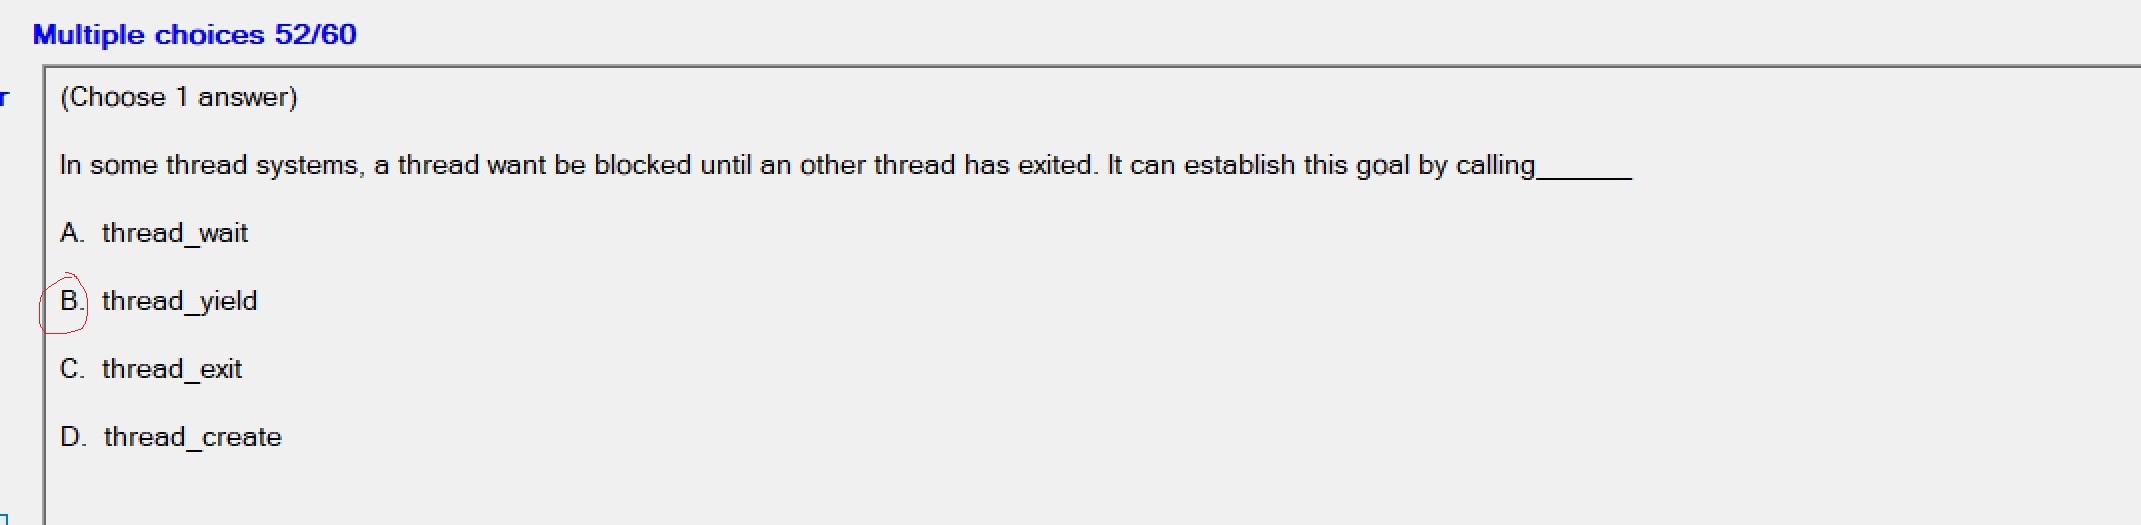 Multiple choices 52/60
r
(Choose 1 answer)
In some thread systems, a thread want be blocked until an other thread has exited. It can establish this goal by calling______
A. thread_wait
B. thread_yield
C. thread_exit
D. thread_create